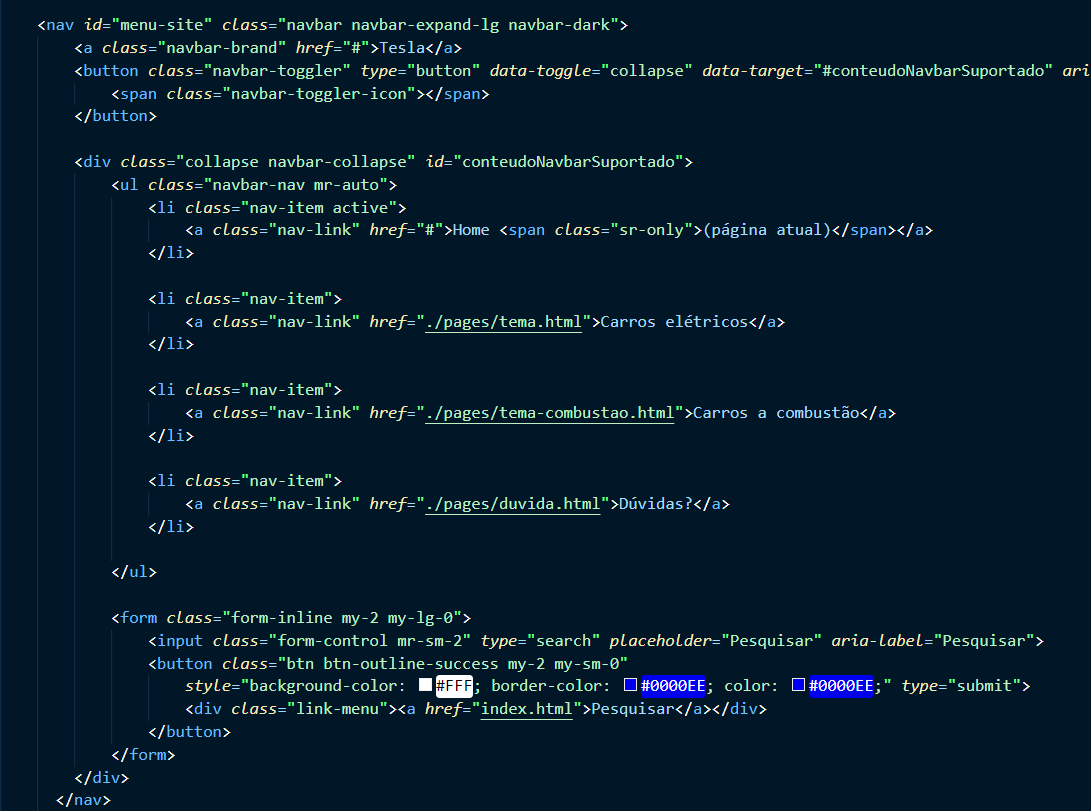 <nav id="menu-site" class="navbar navbar-expand-lg navbar-dark">
<a class="navbar-brand" href="#">Tesla</a>
<button class="navbar-toggler" type="button" data-toggle="collapse" data-target="#conteudoNavbarSuportado" ari
<span class="navbar-toggler-icon"></span>
</button>
<div class="collapse navbar-collapse" id="conteudoNavbarSuportado">
<ul class="navbar-nav mr-auto">
<li class="nav-item active">
<a class="nav-link" href="#">Home <span class="sr-only">(página atual)</span></a>
</li>
<li class="nav-item">
<a class="nav-link" href="./pages/tema.html">Carros elétricos</a>
</li>
<li class="nav-item">
<a class="nav-link" href="./pages/tema-combustao.html">Carros a combustão</a>
</li>
<li class="nav-item">
<a class="nav-link" href="./pages/duvida.html">Dúvidas?</a>
</li>
</ul>
<form class="form-inline my-2 my-lg-0">
<input class="form-control mr-sm-2" type="search" placeholder="Pesquisar" aria-label="Pesquisar">
<button class="btn btn-outline-success my-2 my-sm-0"
style="background-color: #FFF; border-color: #0000EE; color: #0000EE;" type="submit">
<div class="link-menu"><a href="index.html">Pesquisar</a></div>
</button>
</form>
</div>
</nav>